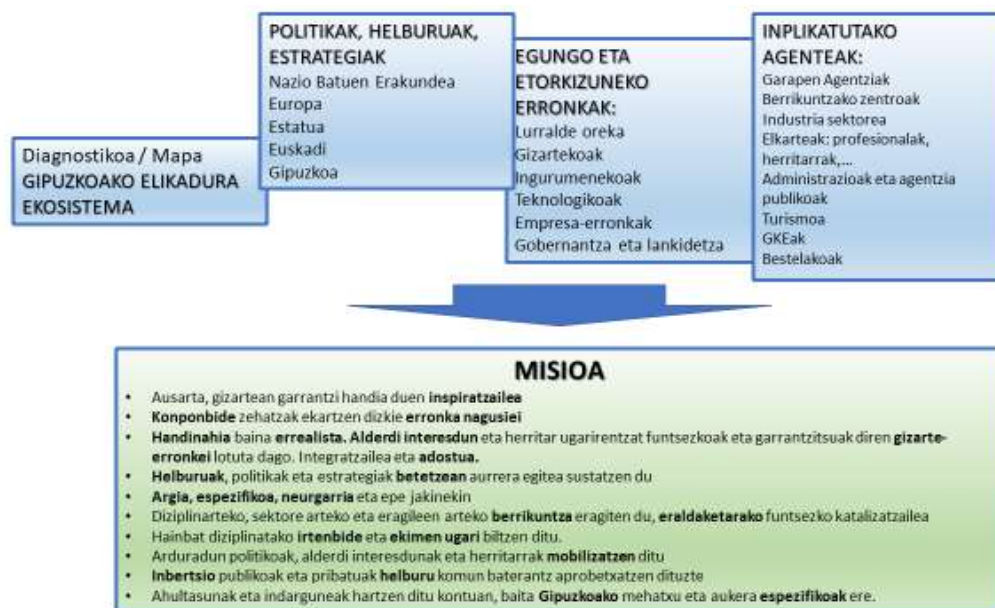 Diagnostikoa / Mapa
GIPUZKOAKO ELIKADURA
EKOSISTEMA
POLITIKAK, HELBURUAK,
ESTRATEGIAK
Nazio Batuen Erakundea
Europa
Estatua
Euskadi
Gipuzkoa
EGUNGO ETA
ETORKIZUNEKO
ERRONKAK:
Lurralde oreka
Gizartekoak
Ingurumenekoak
Teknologikoak
Empresa-erronkak
Gobernantza eta lankidetza
INPLIKATUTAKO
AGENTEAK:
Garapen Agentziak
Berrikuntzako zentroak
Industria sektorea
Elkarteak: profesionalak,
herritarrak,...
Administrazioak eta agentzia
publikoak
Turismoa
GKEak
Bestelakoak
MISIOA
• Ausarta, gizartean garrantzi handia duen inspiratzailea
• Konponbide zehatzak ekartzen dizkie erronka nagusiei
• Handinahia baina errealista. Alderdi interesdun eta herritar ugarirentzat funtsezkoak eta garrantzitsuak diren gizarte-
erronkei lotuta dago. Integratzailea eta adostua.
• Helburuak, politikak eta estrategiak betetzean aurrera egitea sustatzen du
• Argia, espezifikoa, neurgarria eta epe jakinekin
• Diziplinarteko, sektore arteko eta eragileen arteko berrikuntza eragiten du, eraldaketarako funtsezko katalizatzailea
• Hainbat diziplinatako irtenbide eta ekimen ugari biltzen ditu.
• Arduradun politikoak, alderdi interesdunak eta herritarrak mobilizatzen ditu
• Inbertsio publikoak eta pribatuak helburu komun baterantz aprobetxatzen dituzte
• Ahultasunak eta indarguneak hartzen ditu kontuan, baita Gipuzkoako mehatxu eta aukera espezifikoak ere.